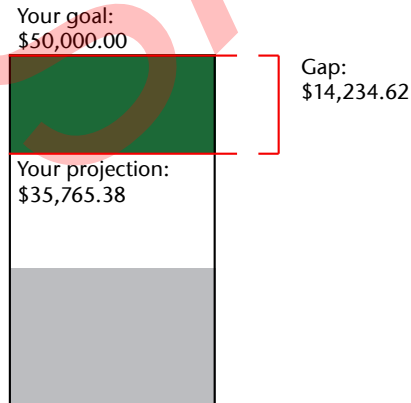 Your goal:
$50,000.00
Gap:
$14,234.62
Your projection:
$35,765.38